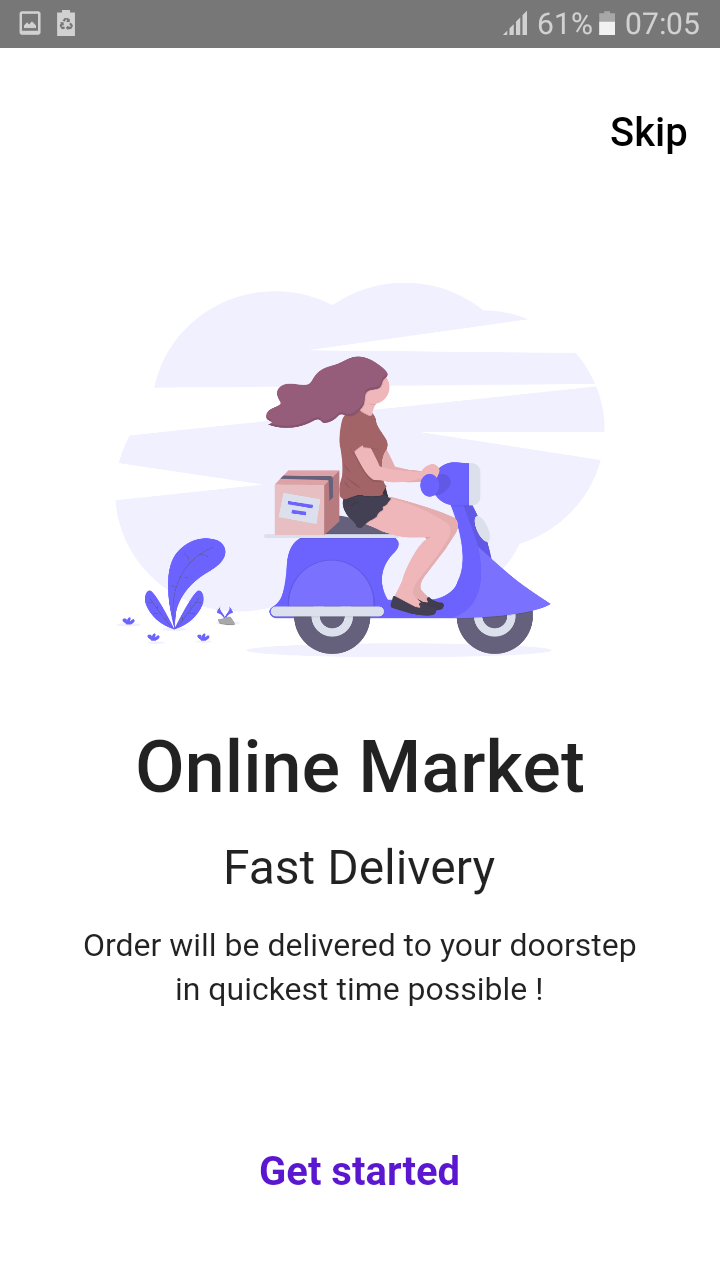 61% 07:05
Skip
Online Market
Fast Delivery
Order will be delivered to your doorstep
in quickest time possible !
Get started